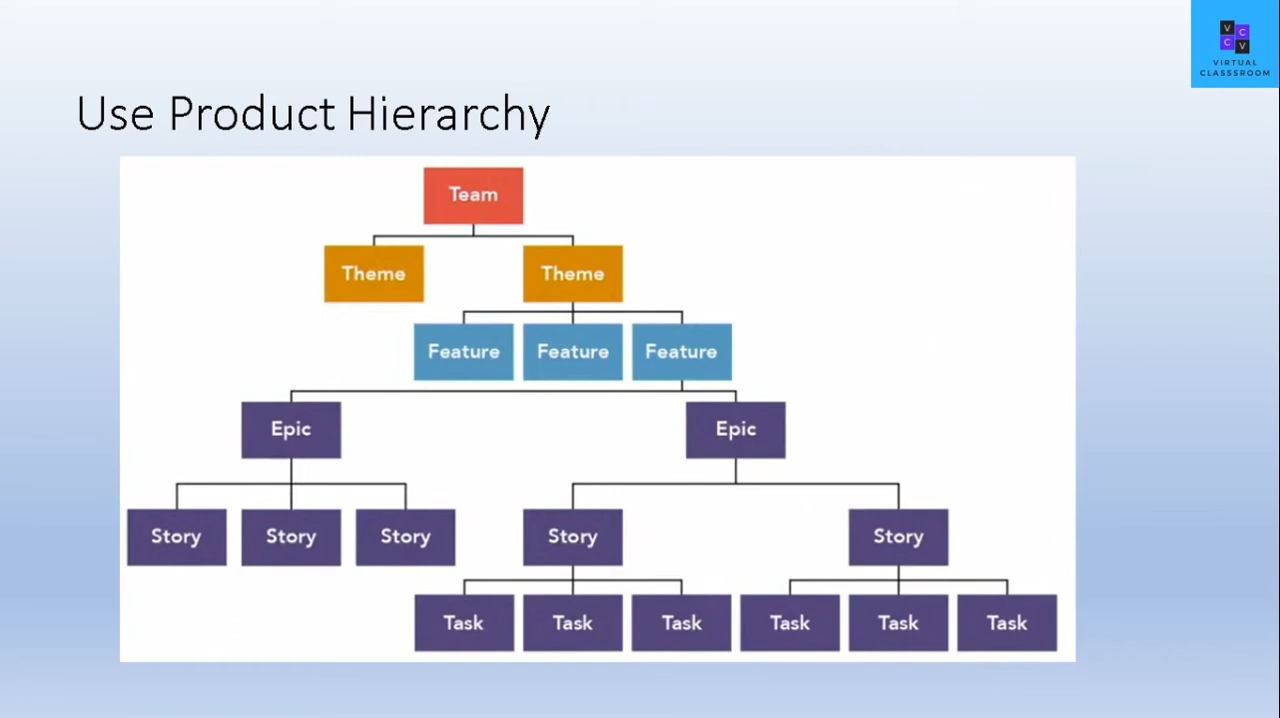 V C
C V
VIRTUAL
CLASSSROOM
Use Product Hierarchy
Team
Theme Theme
Feature Feature Feature
Epic Epic
Story Story Story Story Story
Task Task Task Task Task Task